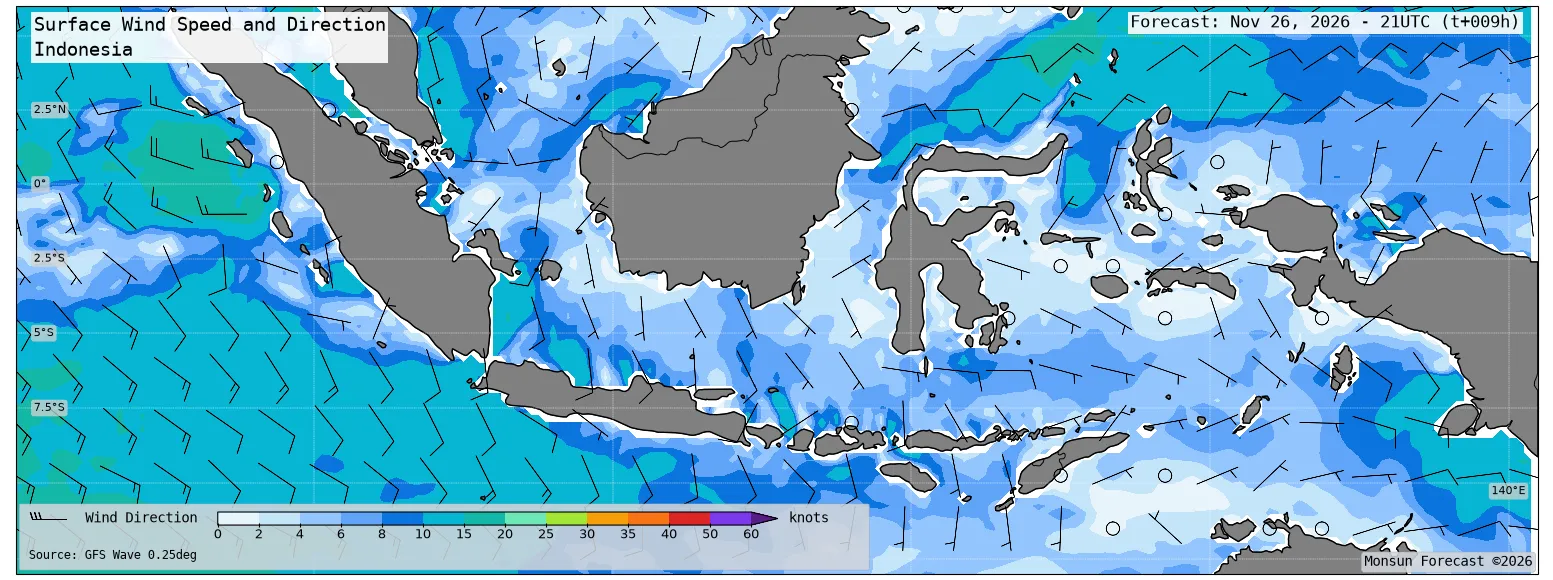 Surface Wind Speed and Direction
Indonesia
Forecast: Nov 26, 2026 - 21UTC (t+009h)
2.5°N
0°
2.5°S
5°S
7.5°S
140°E
Wind Direction
0 2 4 6 8 10 15 20 25 30 35 40 50 60
knots
Source: GFS Wave 0.25deg
Monsun Forecast ©2026